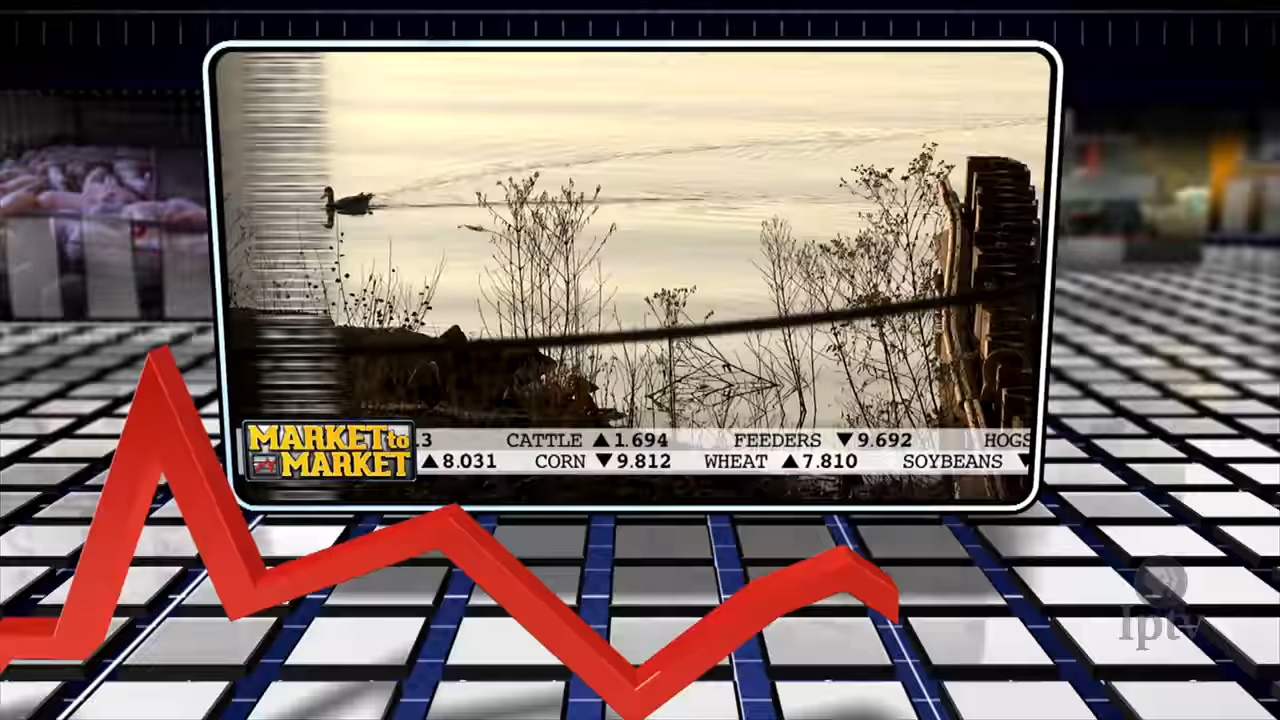 .3 CATTLE ▲1.694 FEEDERS ▼9.692 HOGS
MARKET to
MARKET
▲8.031 CORN ▼9.812 WHEAT ▲7.810 SOYBEANS ▼
Iptv